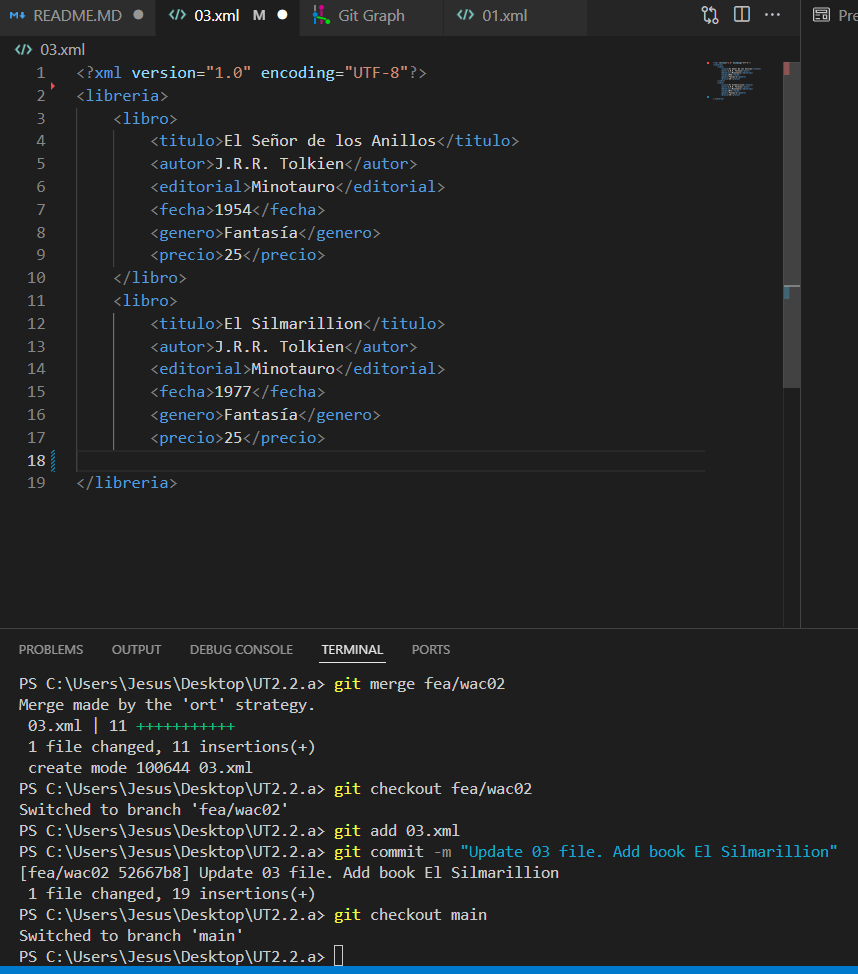 README.MD
03.xml M
Git Graph
01.xml
03.xml
1 <?xml version="1.0" encoding="UTF-8"?>
2 <libreria>
3 <libro>
4 <titulo>El Señor de los Anillos</titulo>
5 <autor>J.R.R. Tolkien</autor>
6 <editorial>Minotauro</editorial>
7 <fecha>1954</fecha>
8 <genero>Fantasía</genero>
9 <precio>25</precio>
10 </libro>
11 <libro>
12 <titulo>El Silmarillion</titulo>
13 <autor>J.R.R. Tolkien</autor>
14 <editorial>Minotauro</editorial>
15 <fecha>1977</fecha>
16 <genero>Fantasía</genero>
17 <precio>25</precio>
18
19 </libreria>
PROBLEMS OUTPUT DEBUG CONSOLE TERMINAL PORTS
PS C:\Users\Jesus\Desktop\UT2.2.a> git merge fea/wac02
Merge made by the 'ort' strategy.
03.xml | 11 +++++++++++
1 file changed, 11 insertions(+)
create mode 100644 03.xml
PS C:\Users\Jesus\Desktop\UT2.2.a> git checkout fea/wac02
Switched to branch 'fea/wac02'
PS C:\Users\Jesus\Desktop\UT2.2.a> git add 03.xml
PS C:\Users\Jesus\Desktop\UT2.2.a> git commit -m "Update 03 file. Add book El Silmarillion"
[fea/wac02 52667b8] Update 03 file. Add book El Silmarillion
1 file changed, 19 insertions(+)
PS C:\Users\Jesus\Desktop\UT2.2.a> git checkout main
Switched to branch 'main'
PS C:\Users\Jesus\Desktop\UT2.2.a>